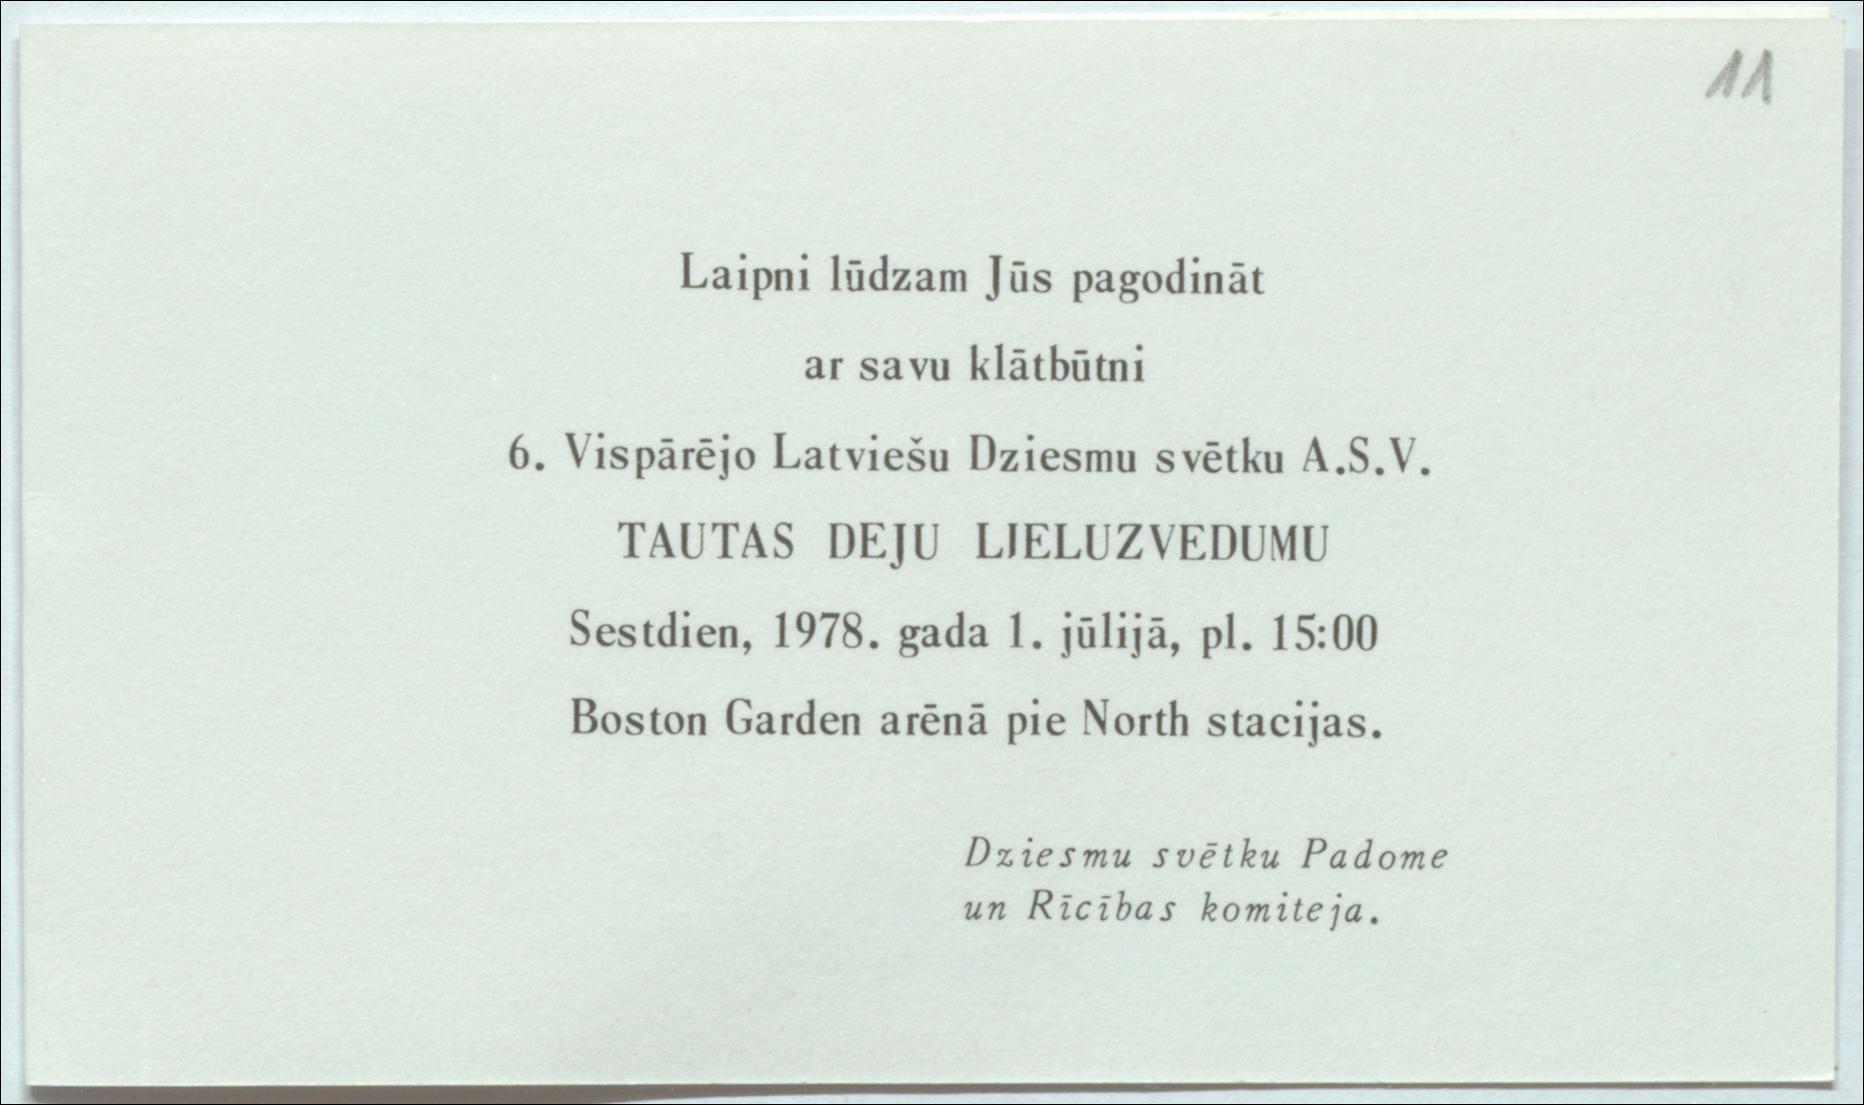 11
Laipni lūdzam Jūs pagodināt
ar savu klātbūtni
6. Vispārējo Latviešu Dziesmu svētku A.S.V.
TAUTAS DEJU LIELUZVEDUMU
Sestdien, 1978. gada 1. jūlijā, pl. 15:00
Boston Garden arēnā pie North stacijas.
Dziesmu svētku Padome
un Rīcības komiteja.